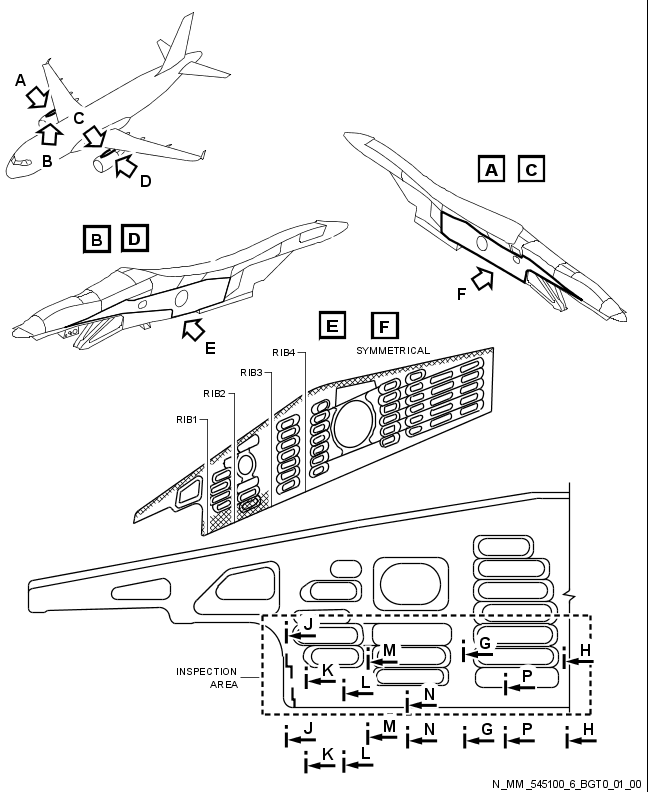 A
C
B
D
A C
B D
F
E
E F
SYMMETRICAL
RIB4
RIB3
RIB2
RIB1
J
G
M
H
K
P
L
N
INSPECTION
AREA
J M N G P H
K L
N_MM_545100_6_BGT0_01_00